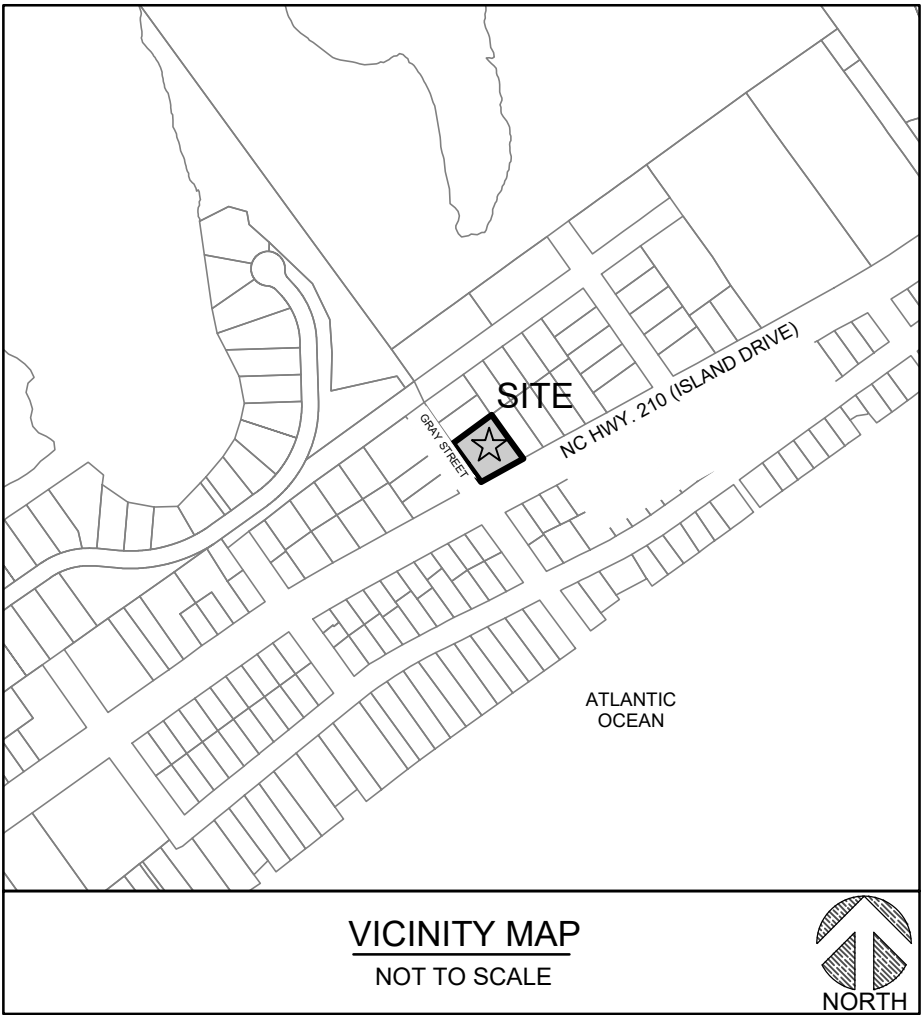 SITE
GRAY STREET
NC HWY. 210 (ISLAND DRIVE)
ATLANTIC
OCEAN
VICINITY MAP
NOT TO SCALE
NORTH